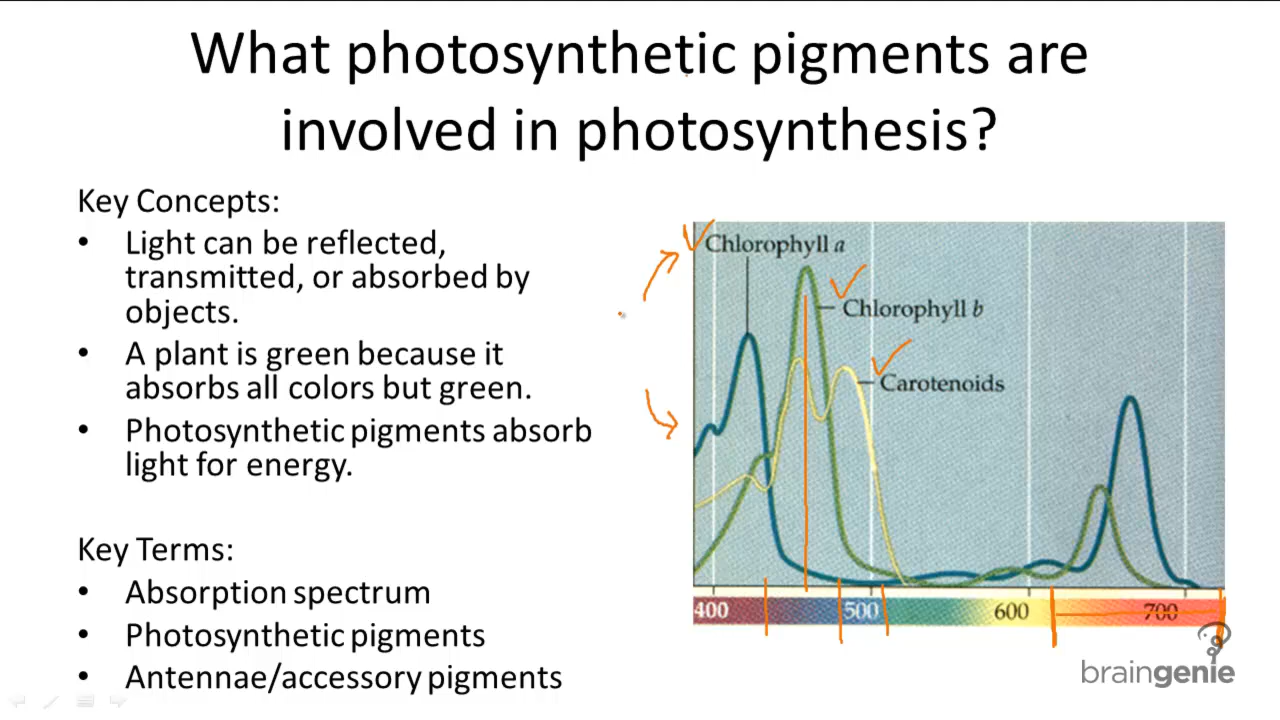 What photosynthetic pigments are
involved in photosynthesis?
Key Concepts:
• Light can be reflected,
transmitted, or absorbed by
objects.
• A plant is green because it
absorbs all colors but green.
• Photosynthetic pigments absorb
light for energy.
Key Terms:
• Absorption spectrum
• Photosynthetic pigments
• Antennae/accessory pigments
Chlorophyll a
Chlorophyll b
Carotenoids
400 500 600 700
braingenie